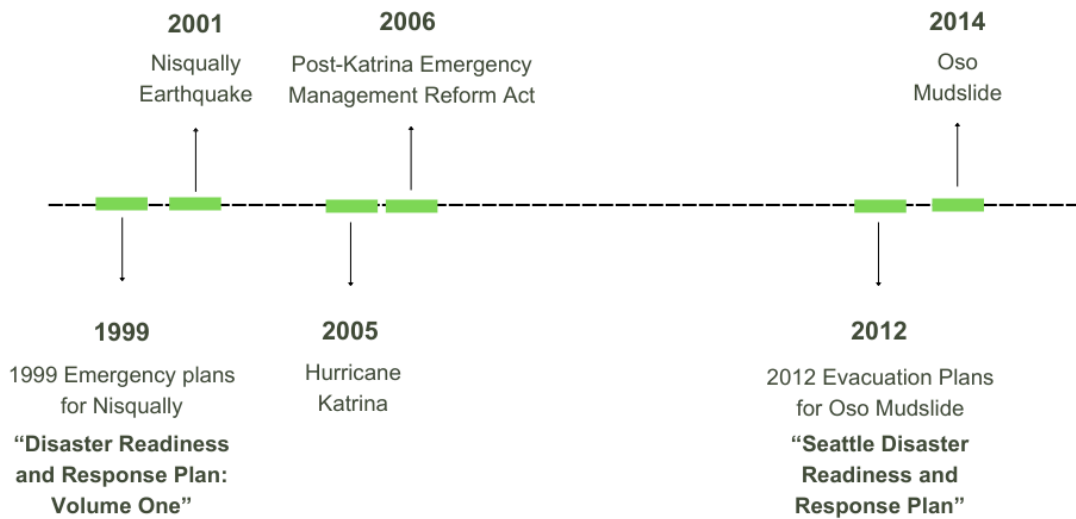 2001
Nisqually
Earthquake
2006
Post-Katrina Emergency
Management Reform Act
2014
Oso
Mudslide
1999
1999 Emergency plans
for Nisqually
“Disaster Readiness
and Response Plan:
Volume One”
2005
Hurricane
Katrina
2012
2012 Evacuation Plans
for Oso Mudslide
“Seattle Disaster
Readiness and
Response Plan”